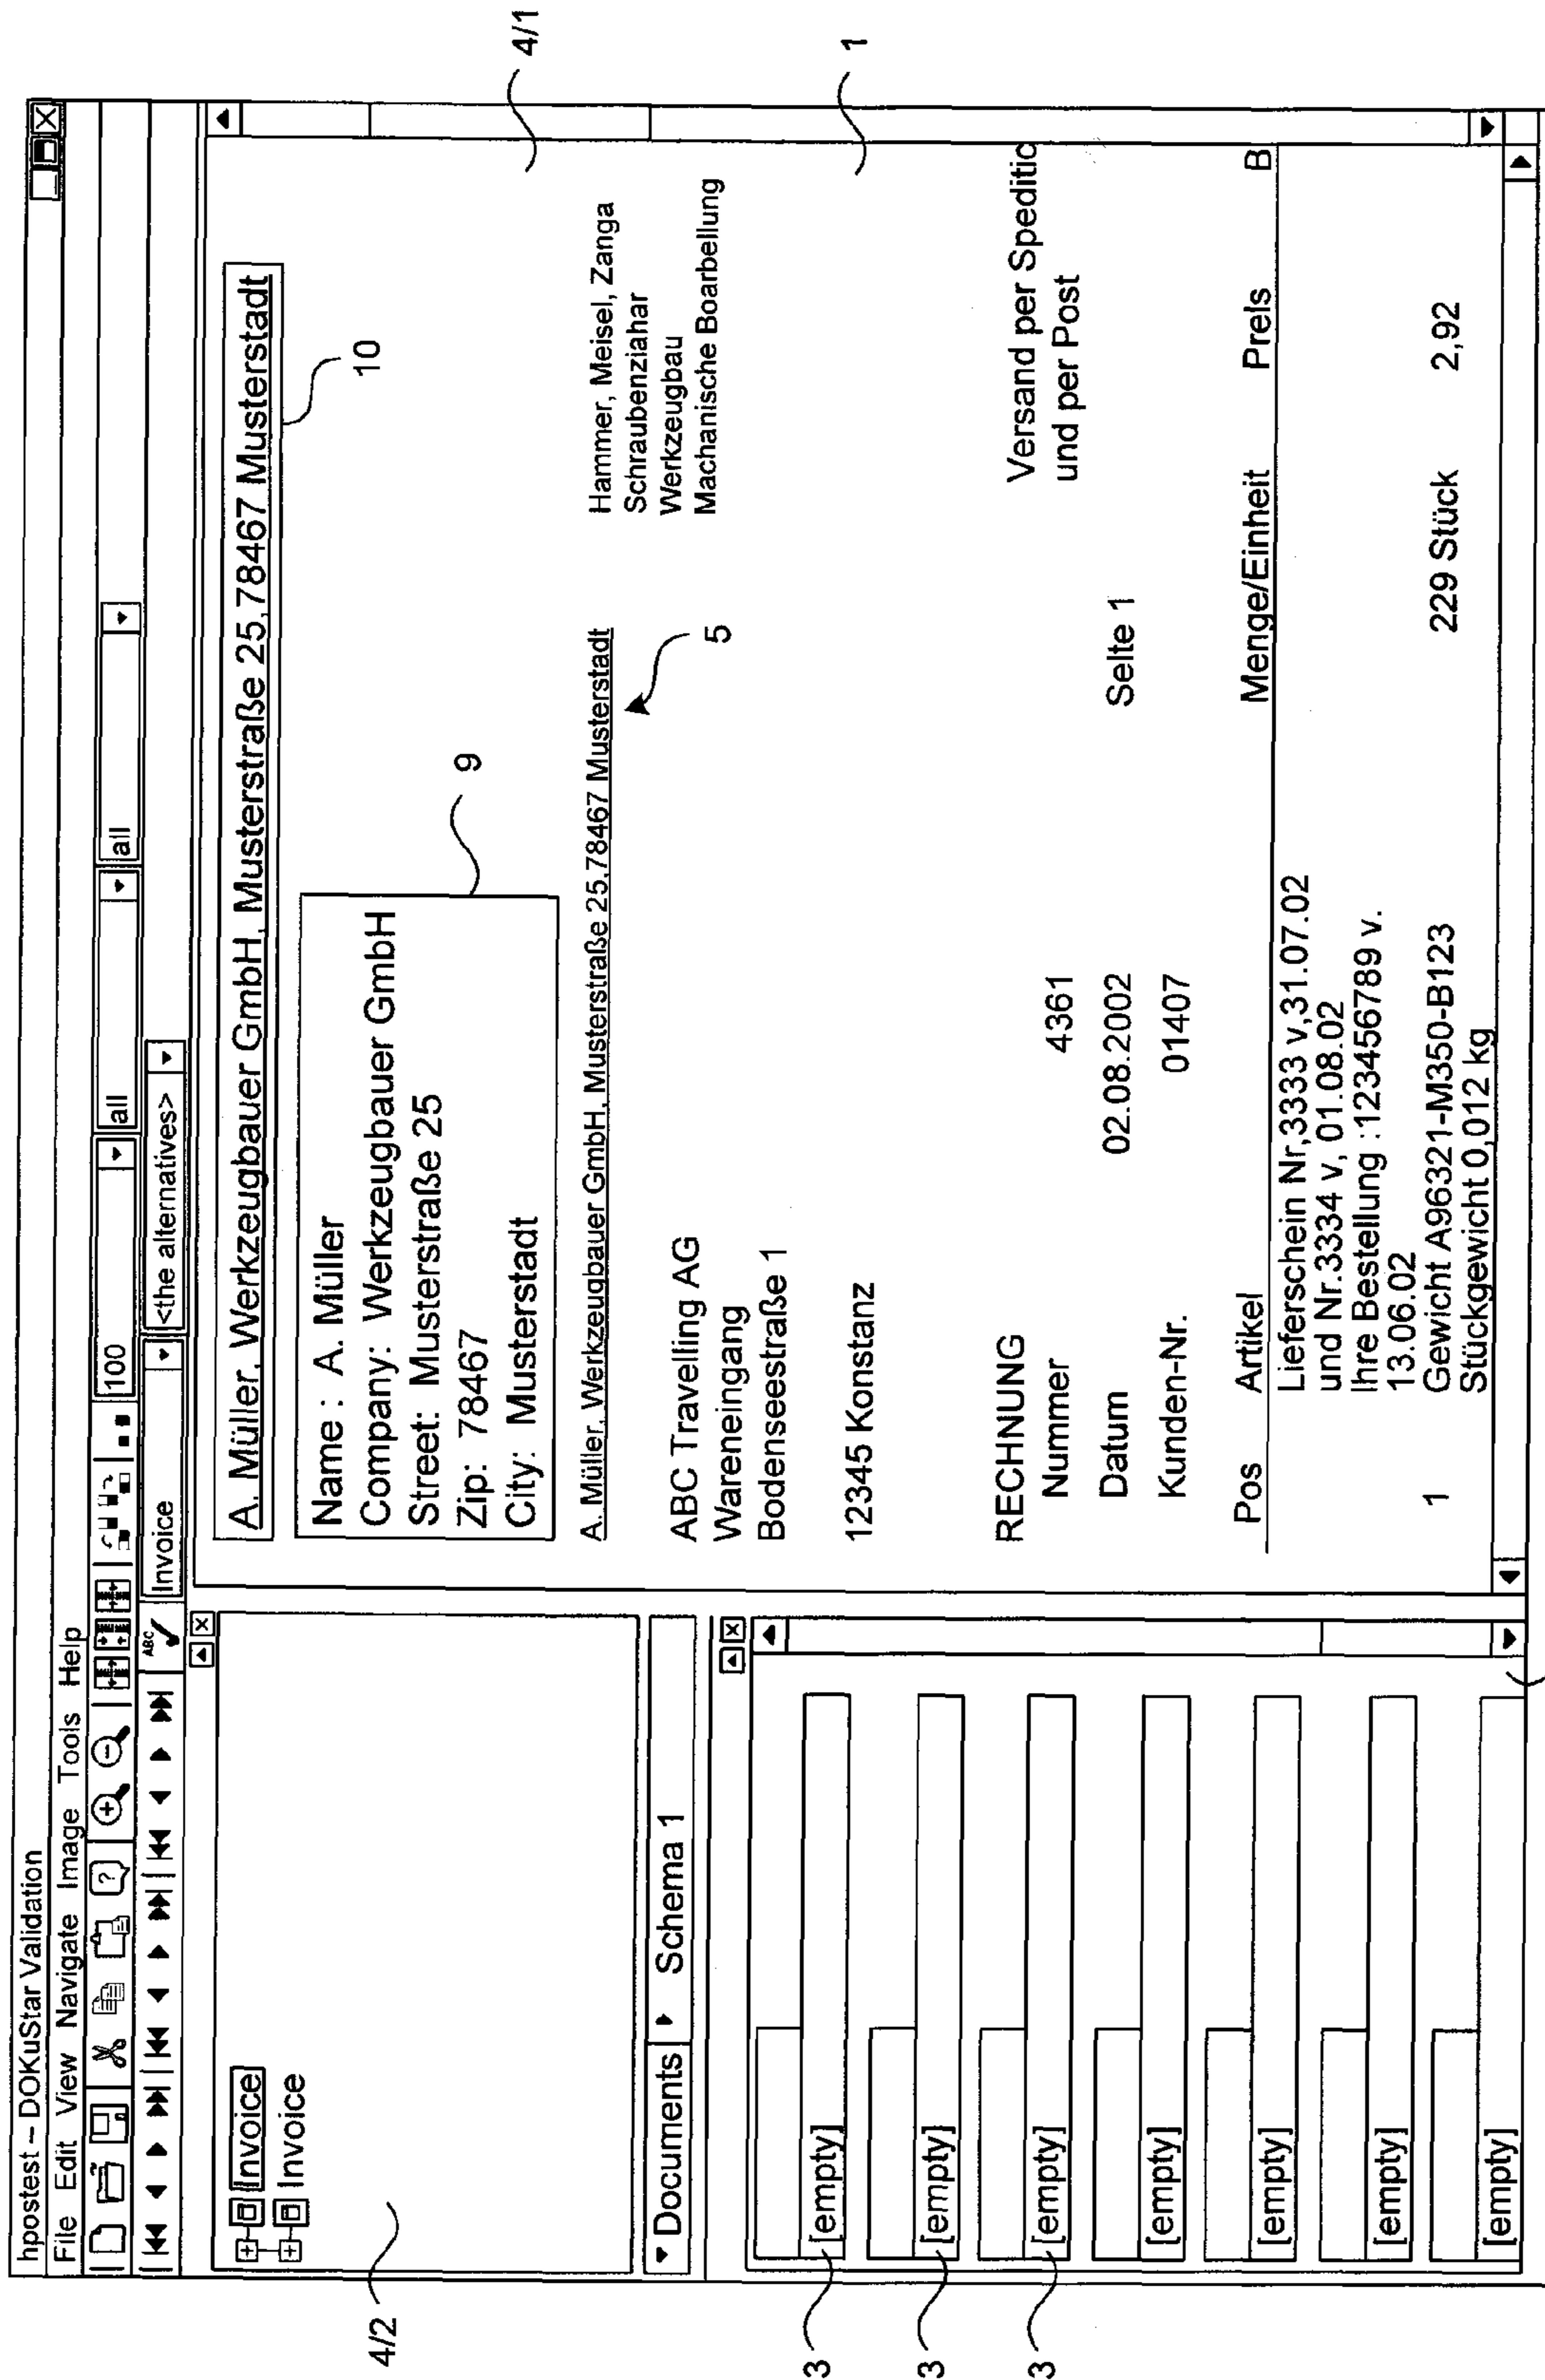 hpostest – DOKuStar Validation
File Edit View Navigate Image Tools Help
?
100
all
all
ABC
Invoice
<the alternatives>
Invoice
Invoice
4/2
Documents Schema 1
[empty]
[empty]
[empty]
[empty]
[empty]
[empty]
[empty]
3
3
3
A. Müller, Werkzeugbauer GmbH, Musterstraße 25,78467 Musterstadt
10
4/1
Name : A. Müller
Company: Werkzeugbauer GmbH
Street: Musterstraße 25
Zip: 78467
City: Musterstadt
9
A. Müller, Werkzeugbauer GmbH, Musterstraße 25,78467 Musterstadt
5
Hammer, Meisel, Zanga
Schraubenziahar
Werkzeugbau
Machanische Boarbellung
1
ABC Travelling AG
Wareneingang
Bodenseestraße 1
12345 Konstanz
RECHNUNG
Versand per Speditic
und per Post
Nummer 4361
Datum 02.08.2002 Selte 1
Kunden-Nr. 01407
Pos Artikel Menge/Einheit Prels B
Lieferschein Nr,3333 v,31.07.02
und Nr.3334 v, 01.08.02
Ihre Bestellung :123456789 v.
13.06.02
1 Gewicht A96321-M350-B123 229 Stück 2,92
Stückgewicht 0,012 kg